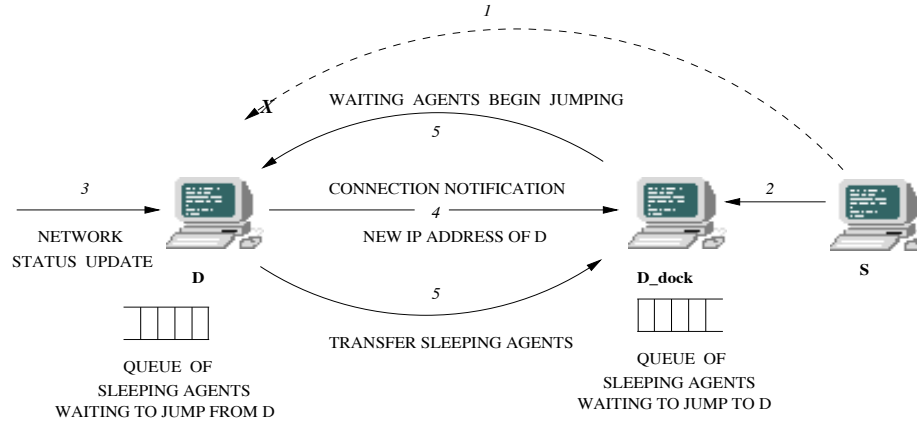 1
X
WAITING AGENTS BEGIN JUMPING
5
3
CONNECTION NOTIFICATION
2
4
NETWORK
STATUS UPDATE
NEW IP ADDRESS OF D
D
D_dock
S
5
TRANSFER SLEEPING AGENTS
QUEUE OF
SLEEPING AGENTS
WAITING TO JUMP FROM D
QUEUE OF
SLEEPING AGENTS
WAITING TO JUMP TO D